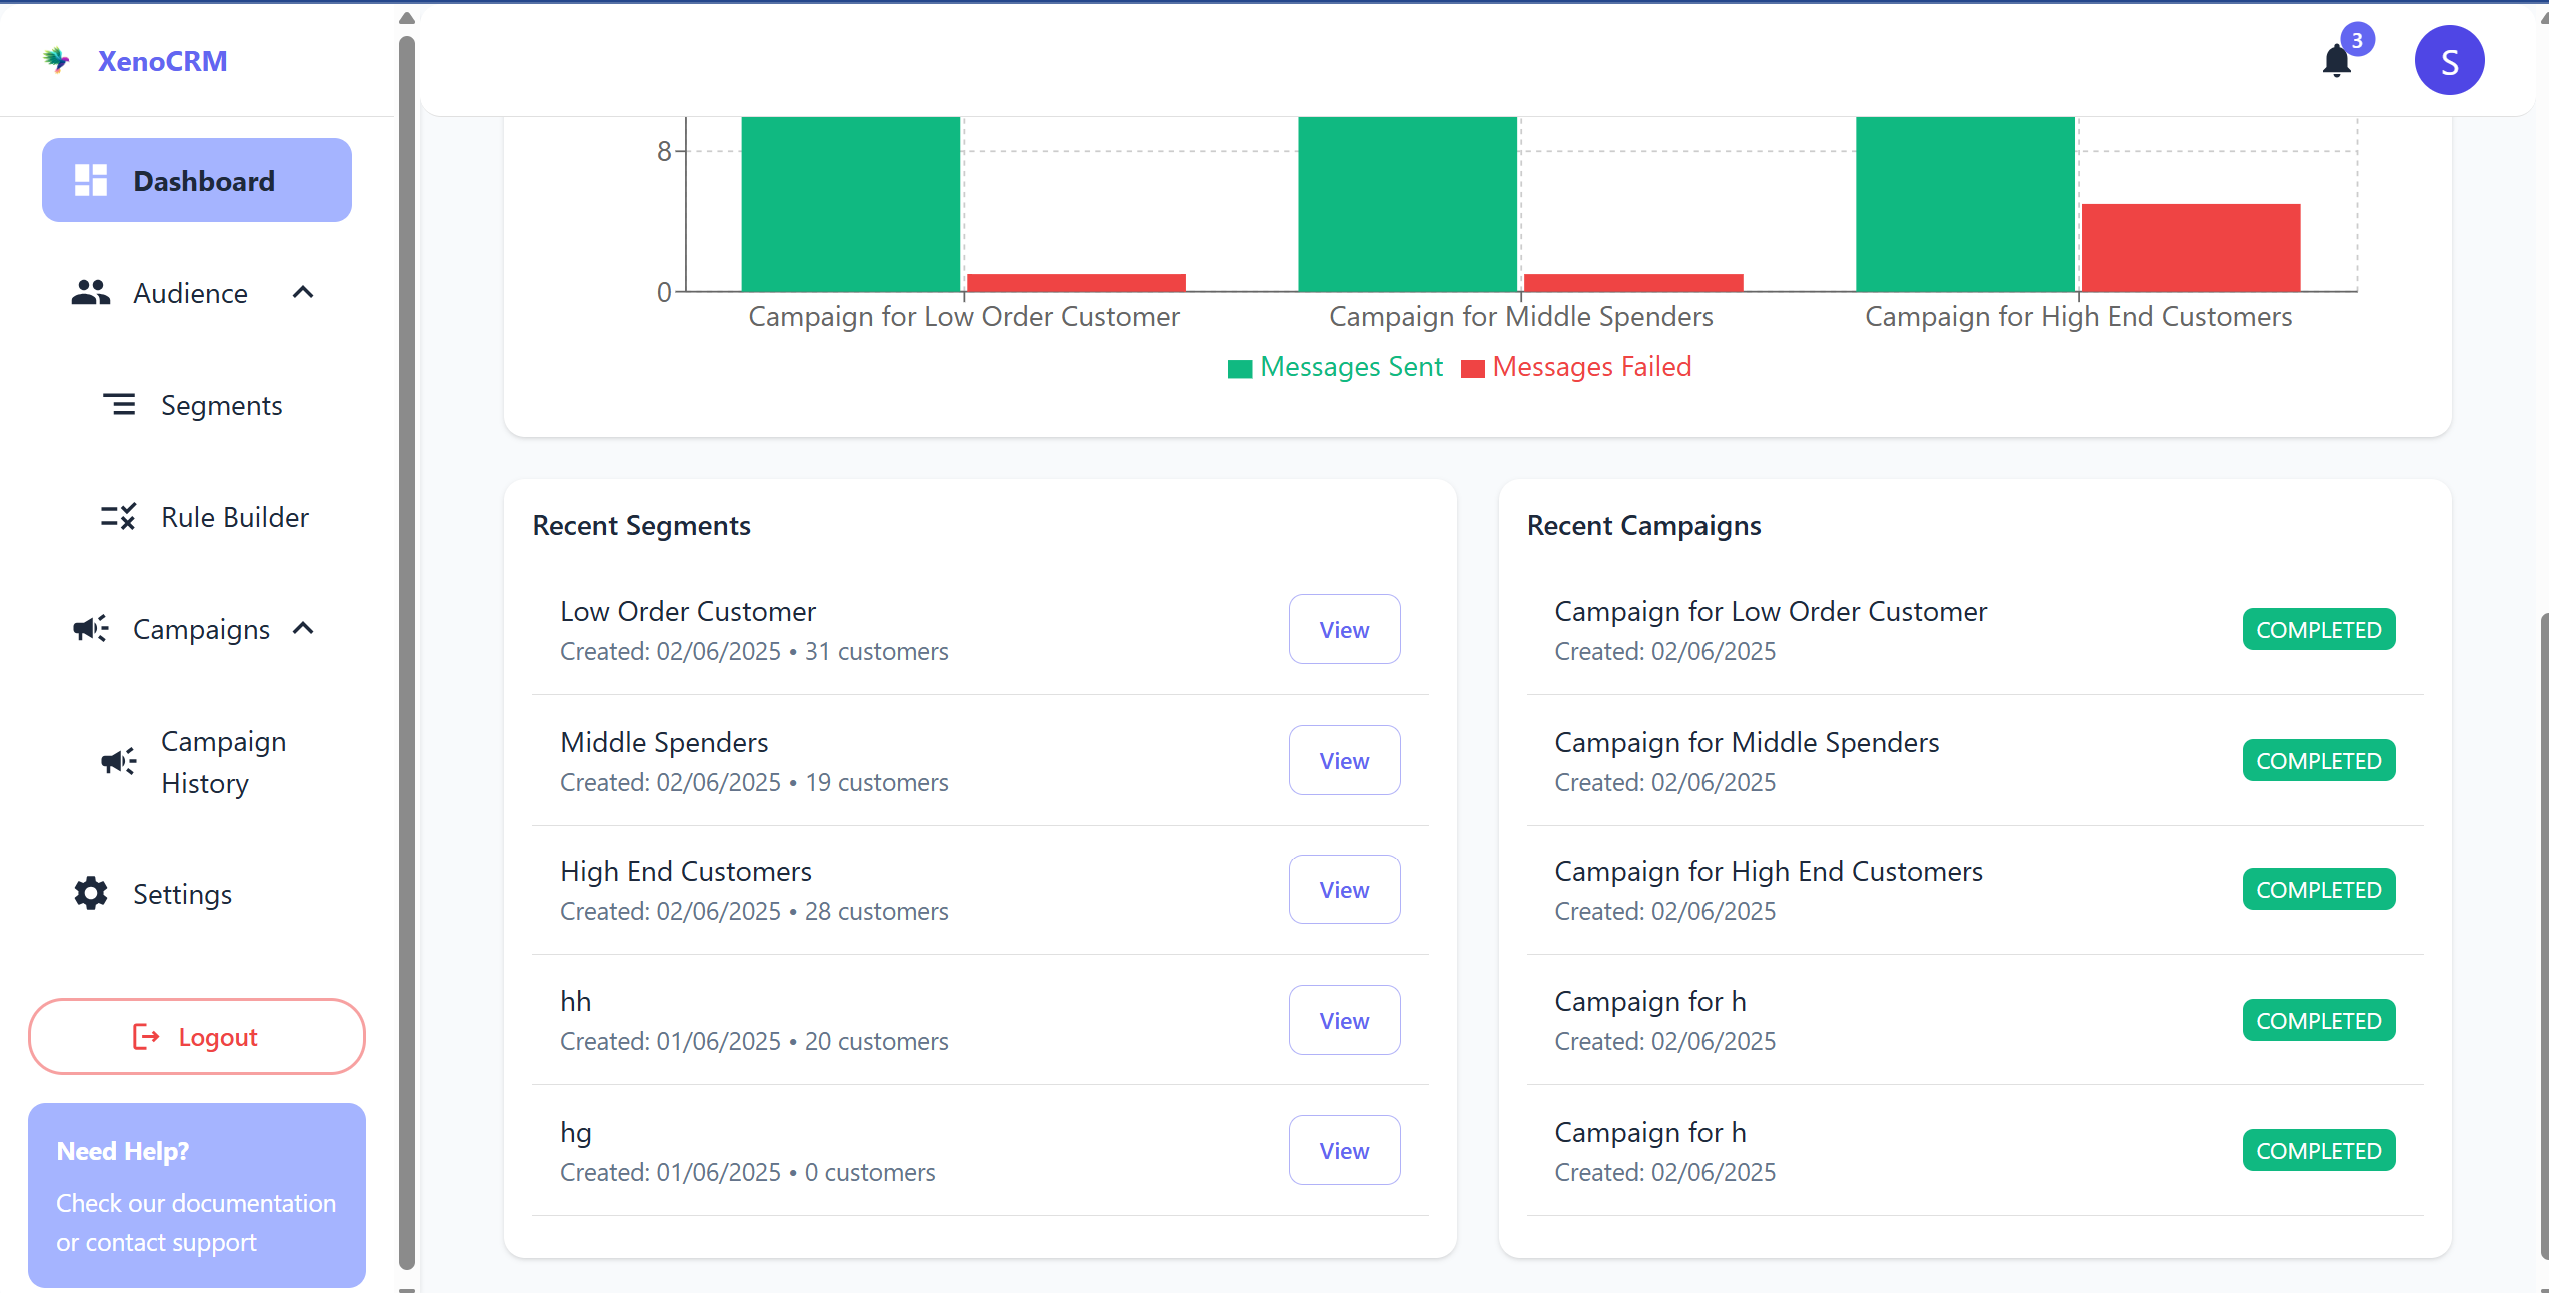 XenoCRM
3
S
Dashboard
Audience
Segments
Rule Builder
Campaigns
Campaign
History
Settings
Logout
Need Help?
Check our documentation
or contact support
8
0
Campaign for Low Order Customer
Campaign for Middle Spenders
Campaign for High End Customers
Messages Sent
Messages Failed
Recent Segments
Low Order Customer
Created: 02/06/2025 • 31 customers
View
Middle Spenders
Created: 02/06/2025 • 19 customers
View
High End Customers
Created: 02/06/2025 • 28 customers
View
hh
Created: 01/06/2025 • 20 customers
View
hg
Created: 01/06/2025 • 0 customers
View
Recent Campaigns
Campaign for Low Order Customer
Created: 02/06/2025
COMPLETED
Campaign for Middle Spenders
Created: 02/06/2025
COMPLETED
Campaign for High End Customers
Created: 02/06/2025
COMPLETED
Campaign for h
Created: 02/06/2025
COMPLETED
Campaign for h
Created: 02/06/2025
COMPLETED